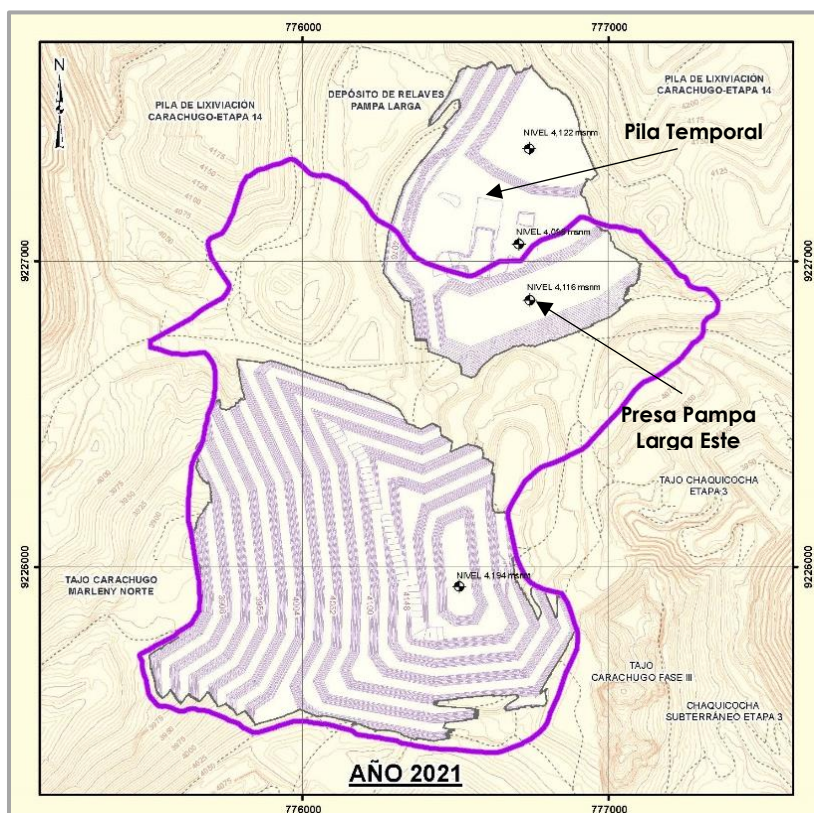 776000
777000
N
PILA DE LIXIVIACIÓN
CARACHUGO-ETAPA 14
DEPÓSITO DE RELAVES
PAMPA LARGA
PILA DE LIXIVIACIÓN
CARACHUGO-ETAPA 14
NIVEL 4,122 msnm
Pila Temporal
9227000
9227000
NIVEL
msnm
NIVEL 4,116 msnm
Presa Pampa
Larga Este
TAJO CHAQUICOCHA
ETAPA 3
9226000
9226000
NIVEL 4,194 msnm
TAJO CARACHUGO
MARLENY NORTE
TAJO
CARACHUGO FASE III
CHAQUICOCHA
SUBTERRÁNEO ETAPA 3
AÑO 2021
776000
777000